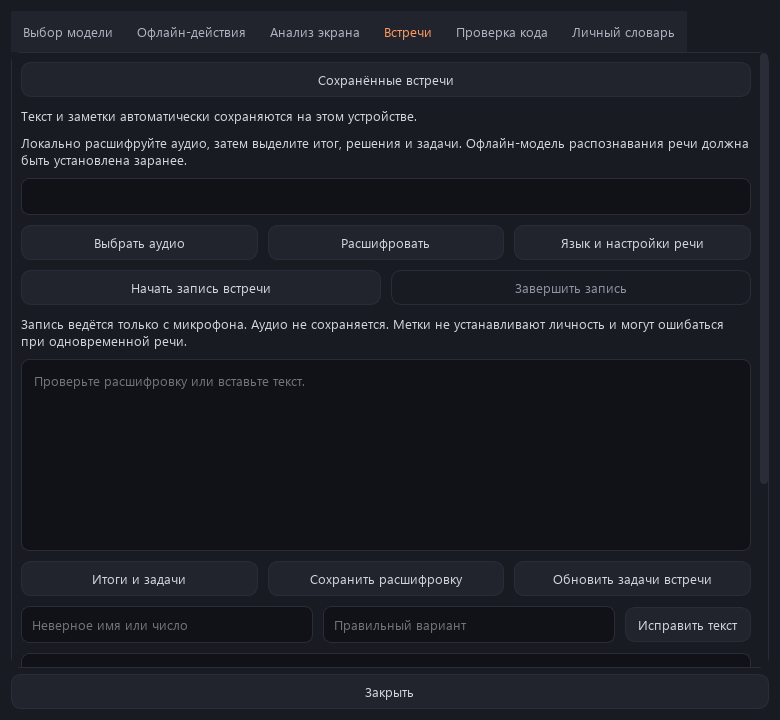 Выбор модели Офлайн-действия Анализ экрана Встречи Проверка кода Личный словарь
Сохранённые встречи
Текст и заметки автоматически сохраняются на этом устройстве.
Локально расшифруйте аудио, затем выделите итог, решения и задачи. Офлайн-модель распознавания речи должна
быть установлена заранее.
Выбрать аудио Расшифровать Язык и настройки речи
Начать запись встречи Завершить запись
Запись ведётся только с микрофона. Аудио не сохраняется. Метки не устанавливают личность и могут ошибаться
при одновременной речи.
Проверьте расшифровку или вставьте текст.
Итоги и задачи Сохранить расшифровку Обновить задачи встречи
Неверное имя или число Правильный вариант Исправить текст
Закрыть